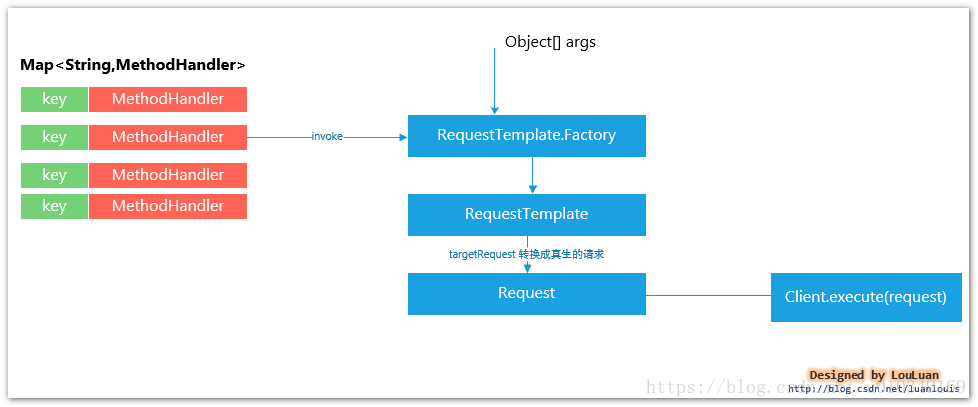 Object[] args
Map<String,MethodHandler>
key MethodHandler
key MethodHandler
invoke
RequestTemplate.Factory
key MethodHandler
key MethodHandler
RequestTemplate
targetRequest 转换成真生的请求
Request
Client.execute(request)
Designed by LouLuan
http://blog.csdn.net/luanlouis
https://blog.csdn.net/